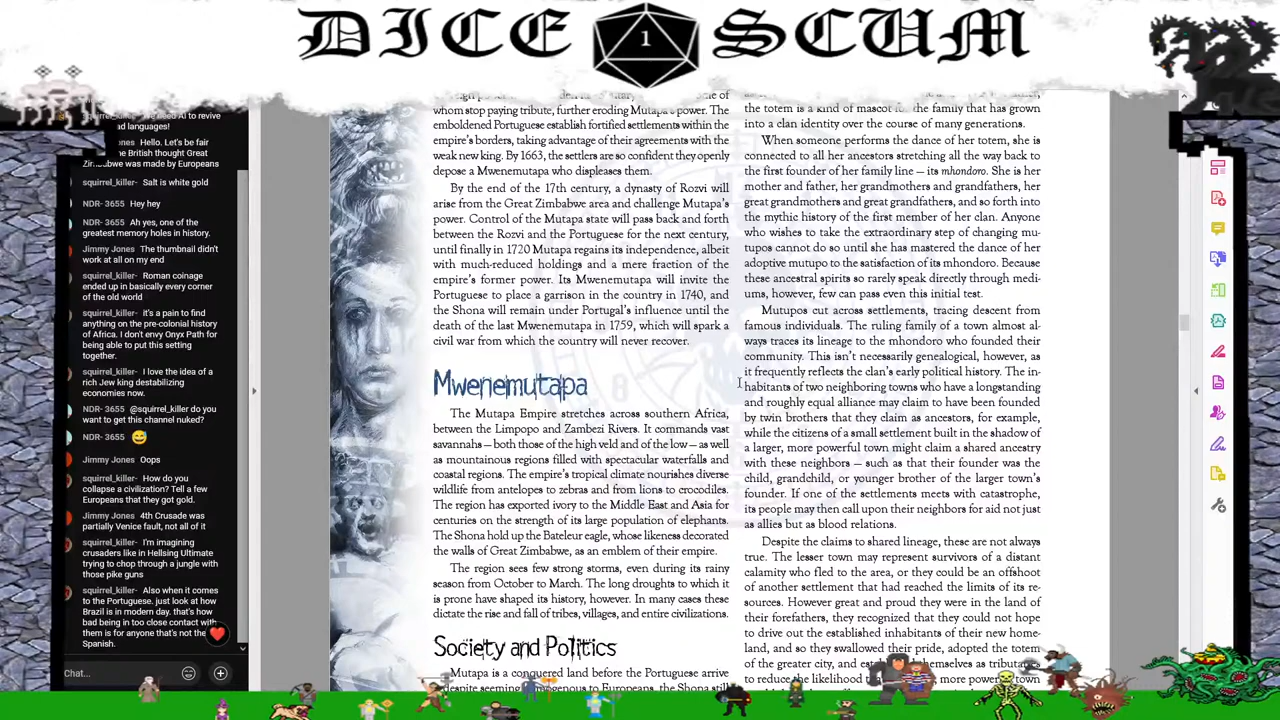 DICE 1 SCUM
ad languages!
ones Hello. Let's be fair
the British thought Great
Zimbabwe was made by Europeans
squirrel_killer- Salt is white gold
NDR- 3655 Hey hey
NDR- 3655 Ah yes, one of the
greatest memory holes in history.
Jimmy Jones The thumbnail didn't
work at all on my end
squirrel_killer- Roman coinage
ended up in basically every corner
of the old world
squirrel_killer- it's a pain to find
anything on the pre-colonial history
of Africa. I don't envy Onyx Path for
being able to put this setting
together.
squirrel_killer- I love the idea of a
rich Jew king destabilizing
economies now.
NDR- 3655 @squirrel_killer do you
want to get this channel nuked?
NDR- 3655
Jimmy Jones Oops
squirrel_killer- How do you
collapse a civilization? Tell a few
Europeans that they got gold.
Jimmy Jones 4th Crusade was
partially Venice fault, not all of it
squirrel_killer- I'm imagining
crusaders like in Hellsing Ultimate
trying to chop through a jungle with
those pike guns
squirrel_killer- Also when it
comes to the Portuguese. just look at
how Brazil is in modern day. that's how
bad being in too close contact with
them is for anyone that's not the
Spanish.
Chat...
whom stop paying tribute, further eroding Mutapa's power. The
emboldened Portuguese establish fortified settlements within the
empire's borders, taking advantage of their agreements with the
weak new king. By 1663, the settlers are so confident they openly
depose a Mwenemutapa who displeases them.
By the end of the 17th century, a dynasty of Rozvi will
arise from the Great Zimbabwe area and challenge Mutapa's
power. Control of the Mutapa state will pass back and forth
between the Rozvi and the Portuguese for the next century,
until finally in 1720 Mutapa regains its independence, albeit
with much-reduced holdings and a mere fraction of the
empire's former power. Its Mwenemutapa will invite the
Portuguese to place a garrison in the country in 1740, and
the Shona will remain under Portugal's influence until the
death of the last Mwenemutapa in 1759, which will spark a
civil war from which the country will never recover.
Mwenemutapa
The Mutapa Empire stretches across southern Africa,
between the Limpopo and Zambezi Rivers. It commands vast
savannahs — both those of the high veld and of the low — as well
as mountainous regions filled with spectacular waterfalls and
coastal regions. The empire's tropical climate nourishes diverse
wildlife from antelopes to zebras and from lions to crocodiles.
The region has exported ivory to the Middle East and Asia for
centuries on the strength of its large population of elephants.
The Shona hold up the Bateleur eagle, whose likeness decorated
the walls of Great Zimbabwe, as an emblem of their empire.
The region sees few strong storms, even during its rainy
season from October to March. The long droughts to which it
is prone have shaped its history, however. In many cases these
dictate the rise and fall of tribes, villages, and entire civilizations.
Society and Politics
Mutapa is a conquered land before the Portuguese arrive
to Europeans, the Shona still
the totem is a kind of mascot for the family that has grown
into a clan identity over the course of many generations.
When someone performs the dance of her totem, she is
connected to all her ancestors stretching all the way back to
the first founder of her family line — its mhondoro. She is her
mother and father, her grandmothers and grandfathers, her
great grandmothers and great grandfathers, and so forth into
the mythic history of the first member of her clan. Anyone
who wishes to take the extraordinary step of changing mu-
tupos cannot do so until she has mastered the dance of her
adoptive mutupo to the satisfaction of its mhondoro. Because
these ancestral spirits so rarely speak directly through medi-
ums, however, few can pass even this initial test.
Mutupos cut across settlements, tracing descent from
famous individuals. The ruling family of a town almost al-
ways traces its lineage to the mhondoro who founded their
community. This isn't necessarily genealogical, however, as
it frequently reflects the clan's early political history. The in-
habitants of two neighboring towns who have a longstanding
and roughly equal alliance may claim to have been founded
by twin brothers that they claim as ancestors, for example,
while the citizens of a small settlement built in the shadow of
a larger, more powerful town might claim a shared ancestry
with these neighbors — such as that their founder was the
child, grandchild, or younger brother of the larger town's
founder. If one of the settlements meets with catastrophe,
its people may then call upon their neighbors for aid not just
as allies but as blood relations.
Despite the claims to shared lineage, these are not always
true. The lesser town may represent survivors of a distant
calamity who fled to the area, or they could be an offshoot
of another settlement that had reached the limits of its re-
sources. However great and proud they were in the land of
their forefathers, they recognized that they could not hope
to drive out the established inhabitants of their new home-
land, and so they swallowed their pride, adopted the totem
of the greater city, and themselves as tributaries
to reduce the likelihood more powerful town